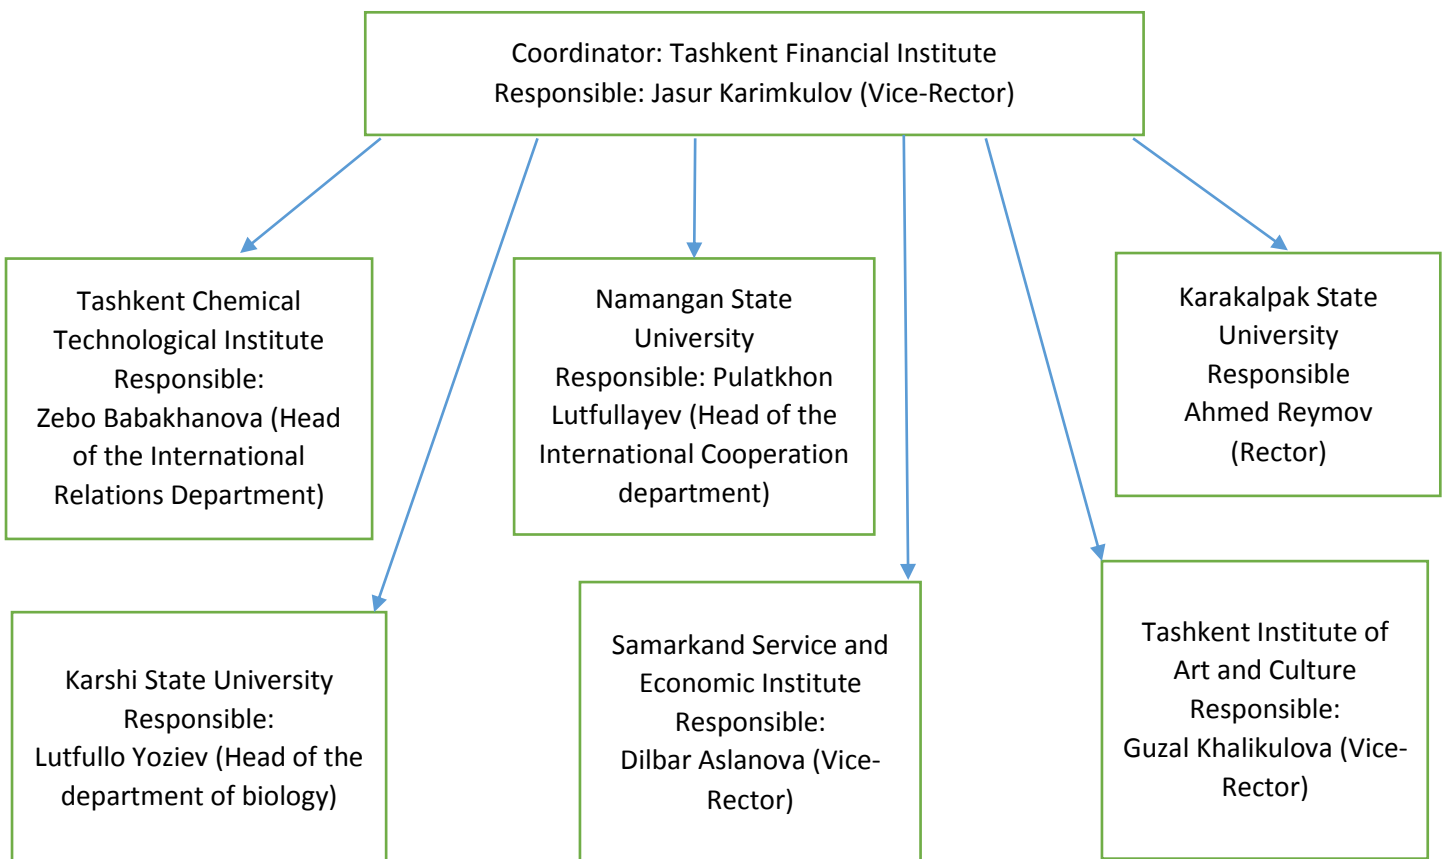 Coordinator: Tashkent Financial Institute
Responsible: Jasur Karimkulov (Vice-Rector)
Tashkent Chemical
Technological Institute
Responsible:
Zebo Babakhanova (Head
of the International
Relations Department)
Namangan State
University
Responsible: Pulatkhon
Lutfullayev (Head of the
International Cooperation
department)
Karakalpak State
University
Responsible
Ahmed Reymov
(Rector)
Karshi State University
Responsible:
Lutfullo Yoziev (Head of the
department of biology)
Samarkand Service and
Economic Institute
Responsible:
Dilbar Aslanova (Vice-
Rector)
Tashkent Institute of
Art and Culture
Responsible:
Guzal Khalikulova (Vice-
Rector)